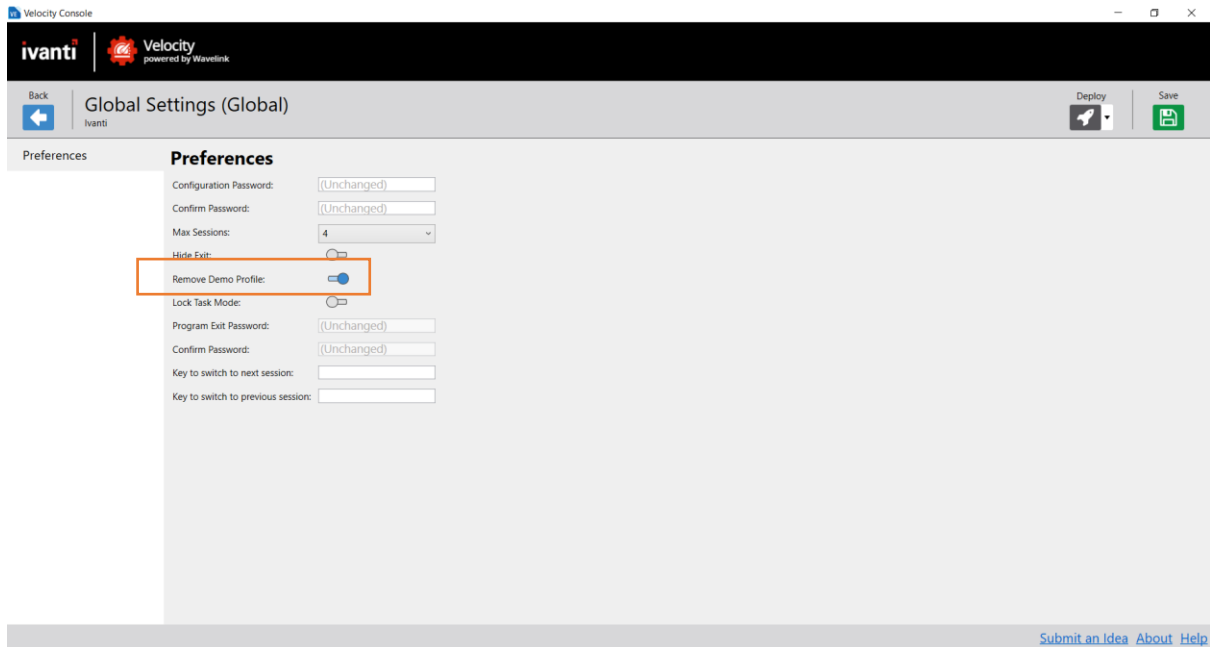 VE Velocity Console
ivanti
Velocity
powered by Wavelink
Back
Global Settings (Global)
Ivanti
Deploy
Save
Preferences
Preferences
Configuration Password: (Unchanged)
Confirm Password: (Unchanged)
Max Sessions: 4
Hide Exit:
Remove Demo Profile:
Lock Task Mode:
Program Exit Password: (Unchanged)
Confirm Password: (Unchanged)
Key to switch to next session:
Key to switch to previous session:
Submit an Idea About Help